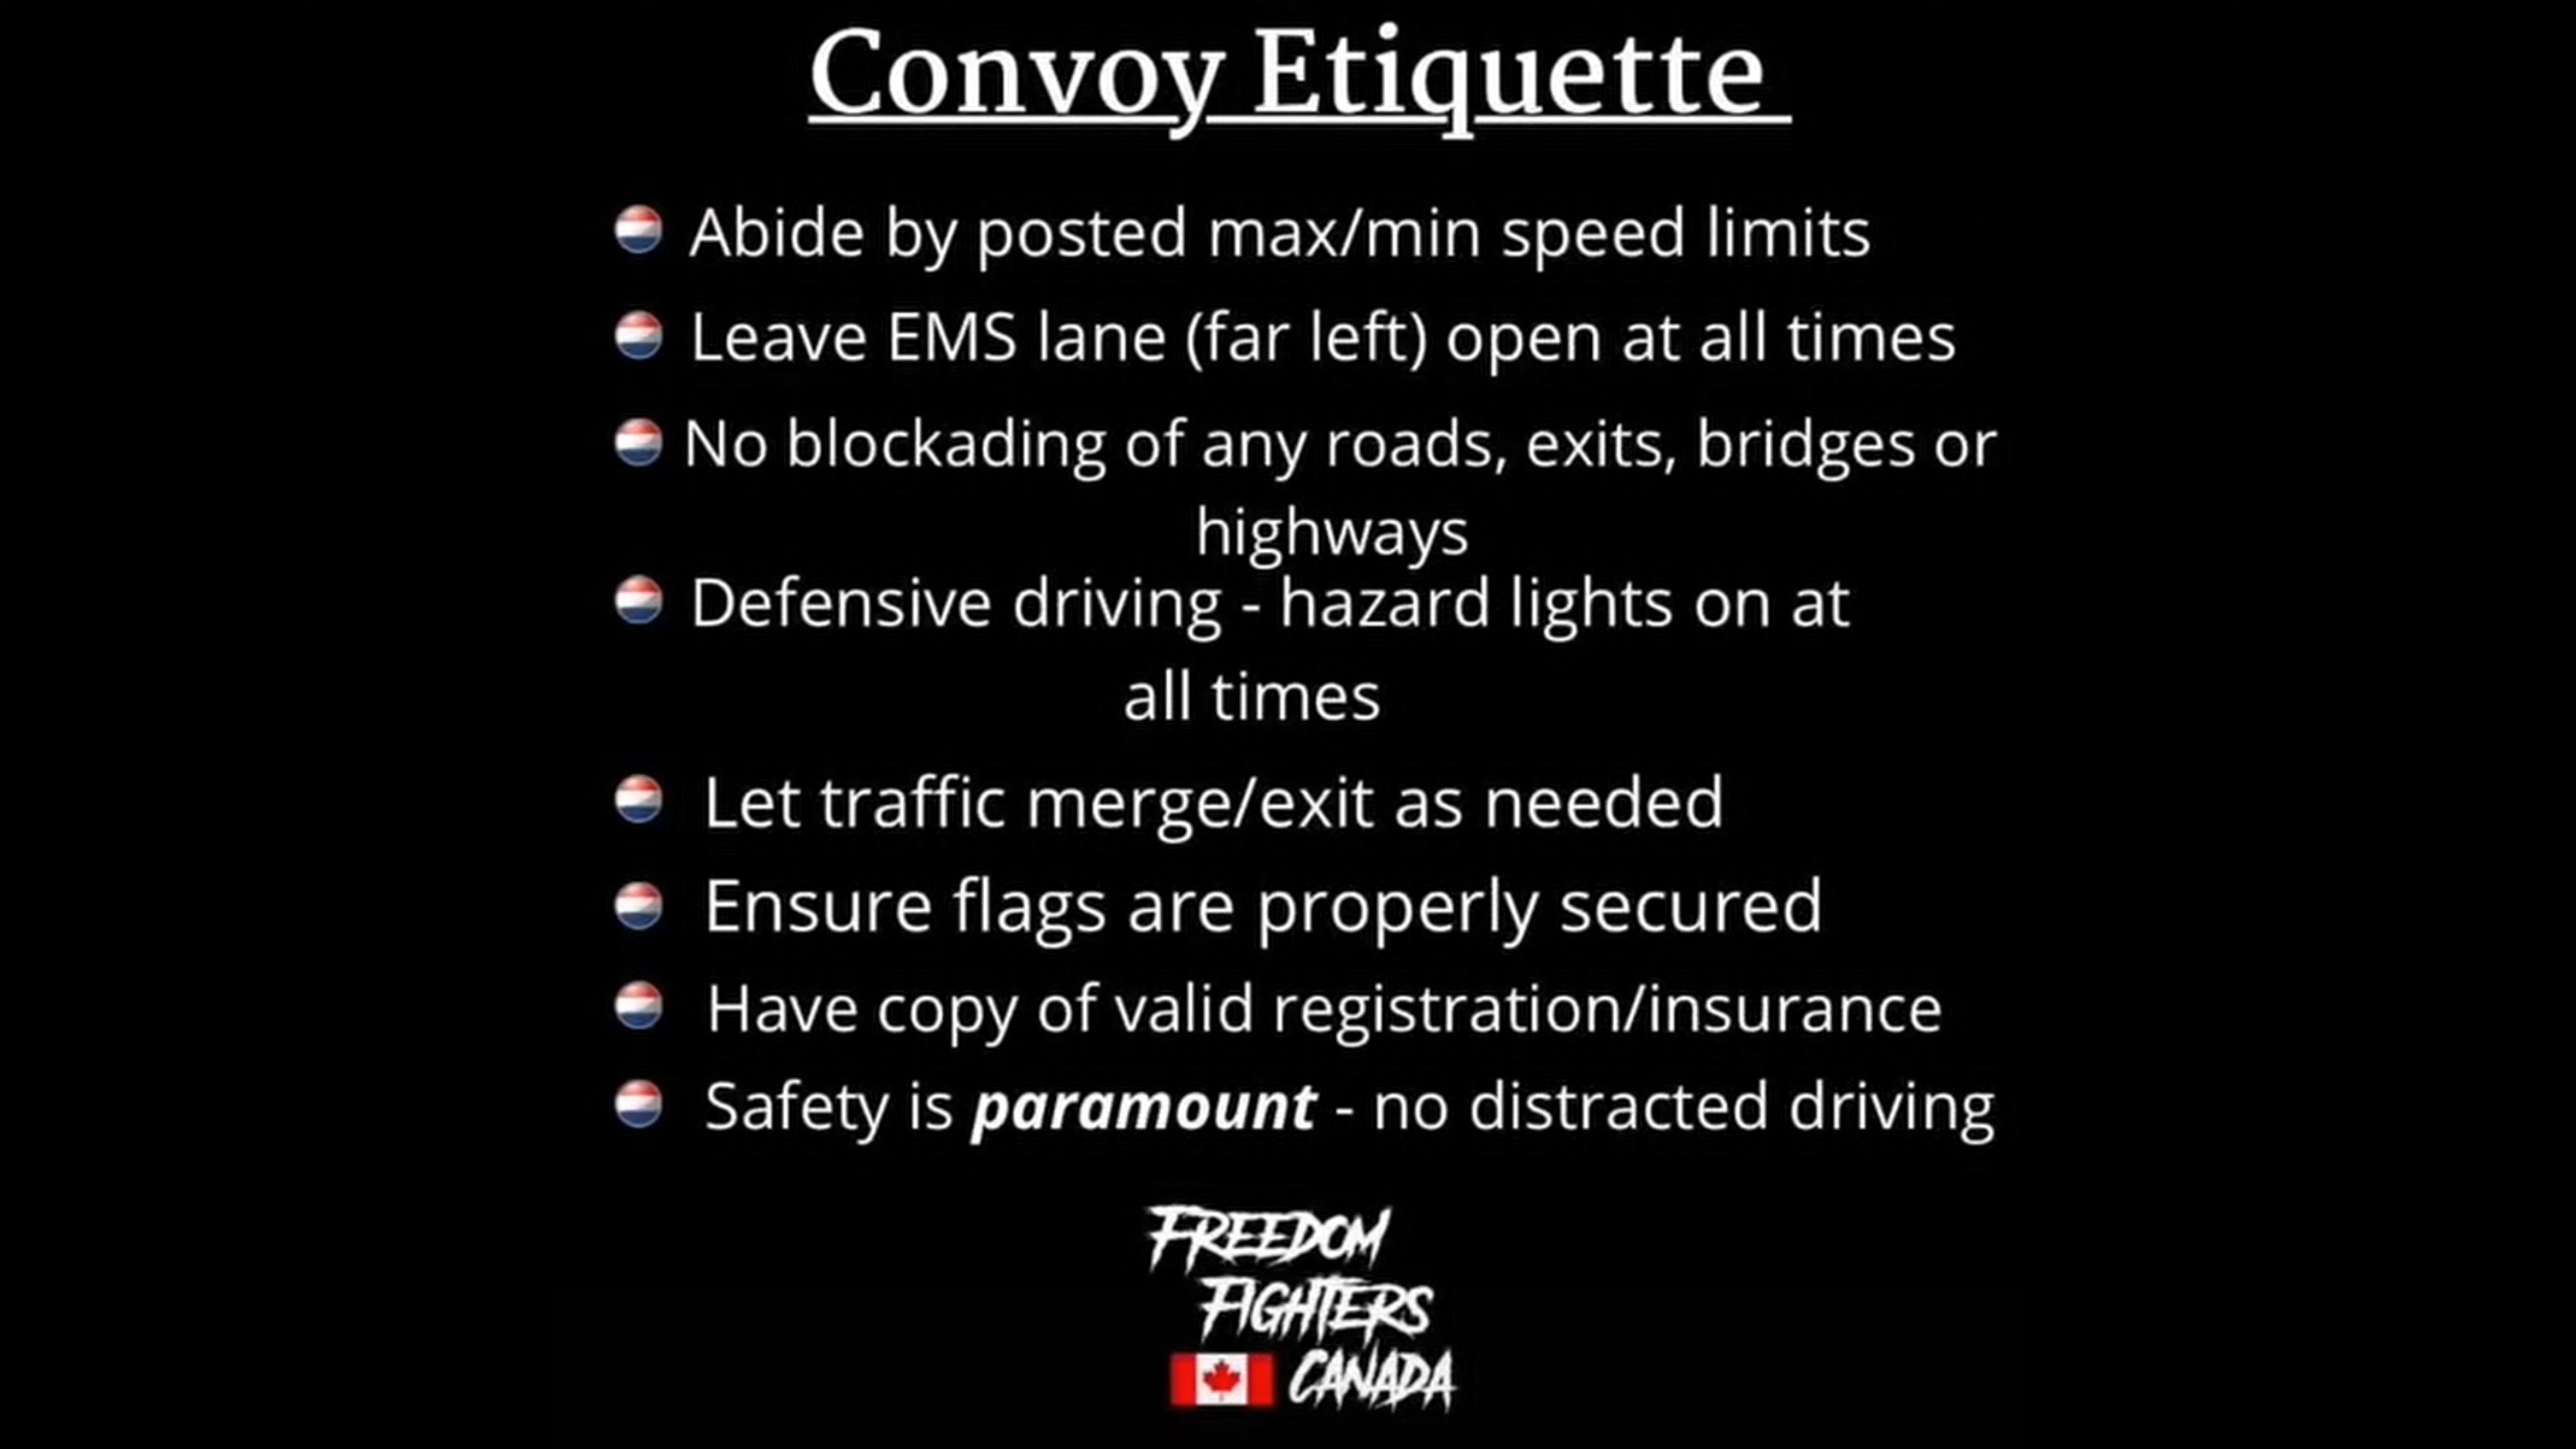 Convoy Etiquette
Abide by posted max/min speed limits
Leave EMS lane (far left) open at all times
No blockading of any roads, exits, bridges or
highways
Defensive driving - hazard lights on at
all times
Let traffic merge/exit as needed
Ensure flags are properly secured
Have copy of valid registration/insurance
Safety is paramount - no distracted driving
FREEDOM
FIGHTERS
CANADA